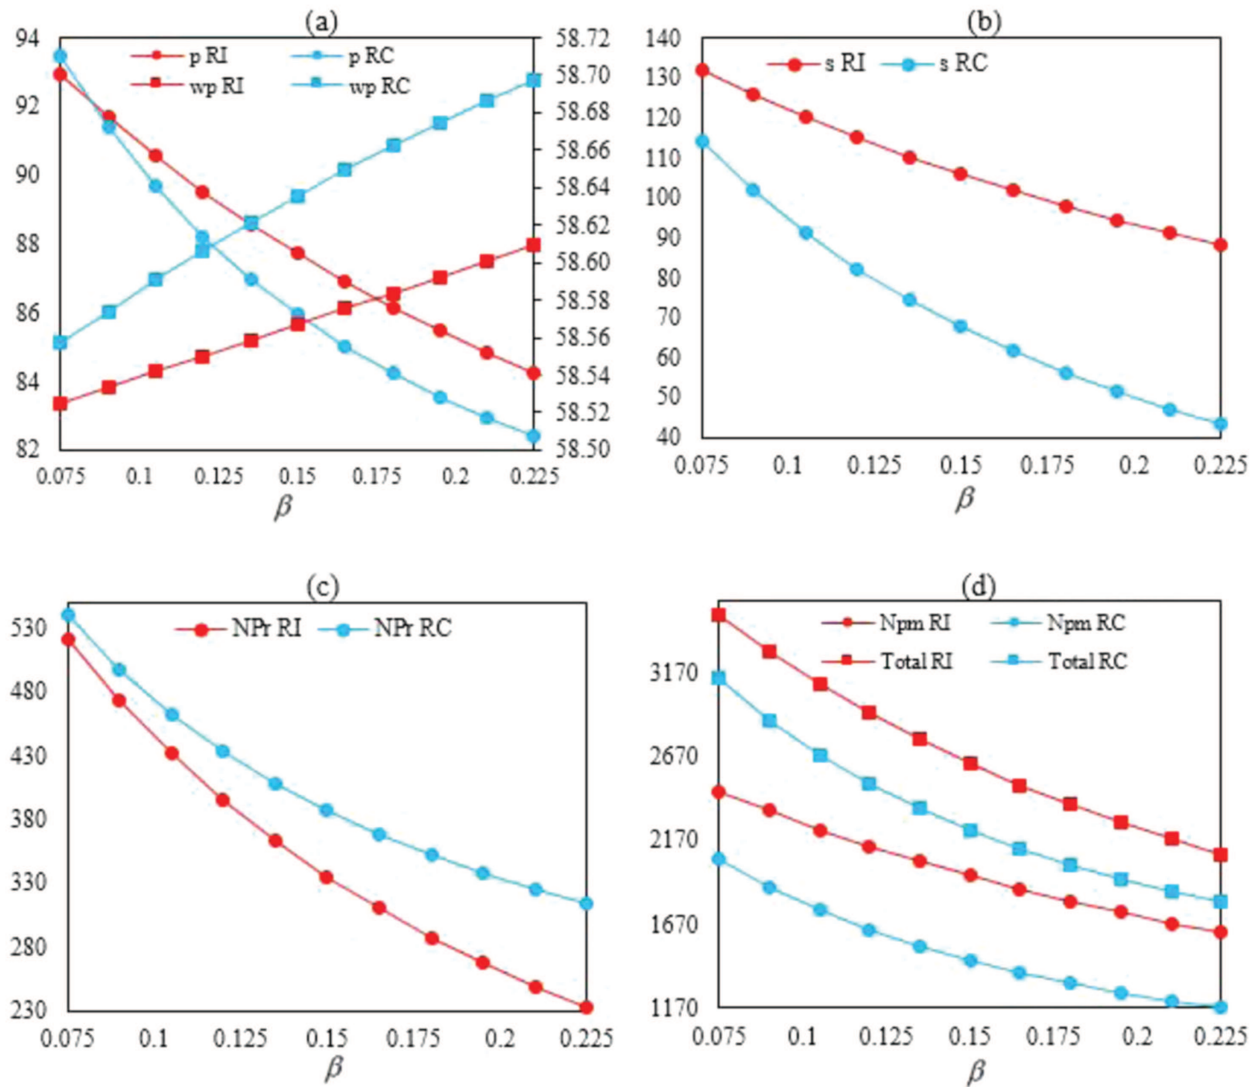 (a)
94 58.72
p RI p RC
wp RI wp RC
58.70
92 58.68
58.66
90 58.64
88 58.62
58.60
86 58.58
58.56
84 58.54
58.52
82 58.50
0.075 0.1 0.125 0.15 0.175 0.2 0.225
β
(b)
140
s RI s RC
130
120
110
100
90
80
70
60
50
40
0.075 0.1 0.125 0.15 0.175 0.2 0.225
β
(c)
530 NPr RI NPr RC
480
430
380
330
280
230
0.075 0.1 0.125 0.15 0.175 0.2 0.225
β
(d)
Npm RI Npm RC
Total RI Total RC
3170
2670
2170
1670
1170
0.075 0.1 0.125 0.15 0.175 0.2 0.225
β